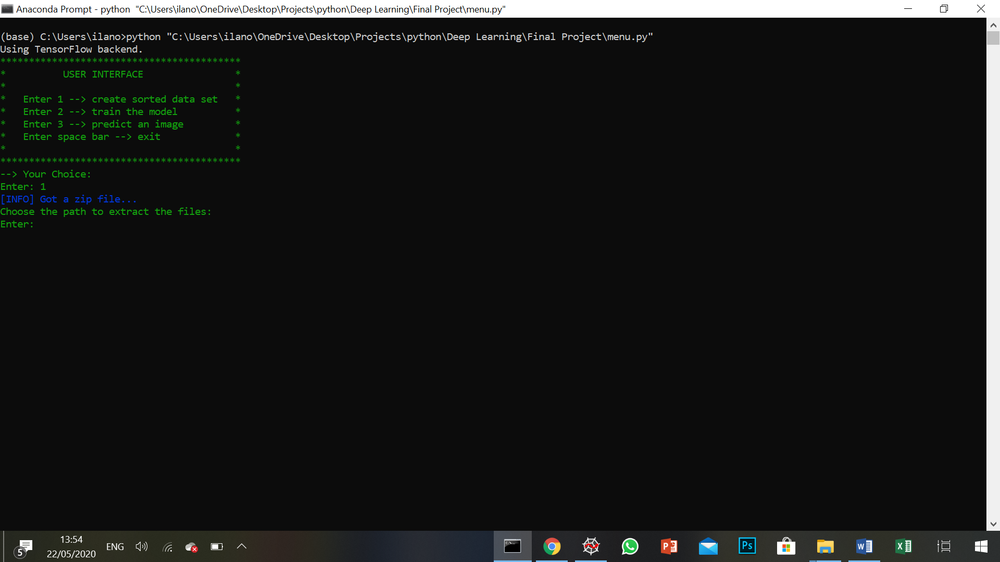 Anaconda Prompt - python  "C:\Users\ilano\OneDrive\Desktop\Projects\python\Deep Learning\Final Project\menu.py"
(base) C:\Users\ilano>python "C:\Users\ilano\OneDrive\Desktop\Projects\python\Deep Learning\Final Project\menu.py"
Using TensorFlow backend.
******************************************
*          USER INTERFACE                *
*                                        *
*   Enter 1 --> create sorted data set   *
*   Enter 2 --> train the model          *
*   Enter 3 --> predict an image         *
*   Enter space bar --> exit             *
*                                        *
******************************************
--> Your Choice:
Enter: 1
[INFO] Got a zip file...
Choose the path to extract the files:
Enter:
5
13:54
22/05/2020
ENG
C:\_
P
Ps
W
X